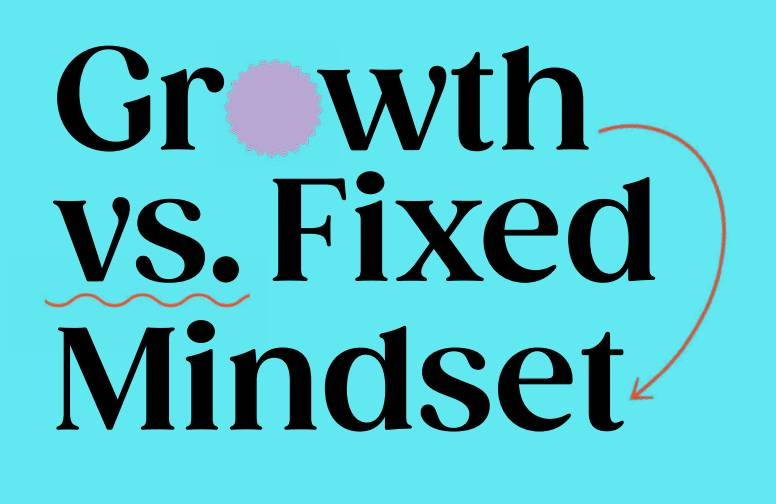 Growth
vs. Fixed
Mindset